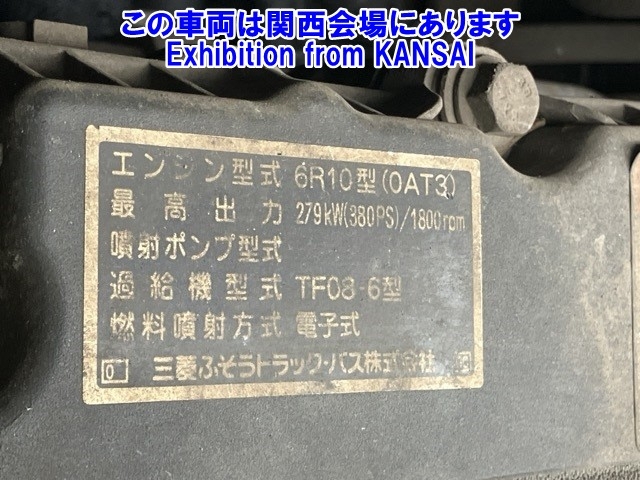 この車両は関西会場にあります
Exhibition from KANSAI
エンジン型式 6R10型(0AT3)
最高出力 279kW(380PS)/1800rpm
噴射ポンプ型式
過給機型式 TF08-6型
燃料噴射方式 電子式
0 三菱ふそうトラック・バス株式会社